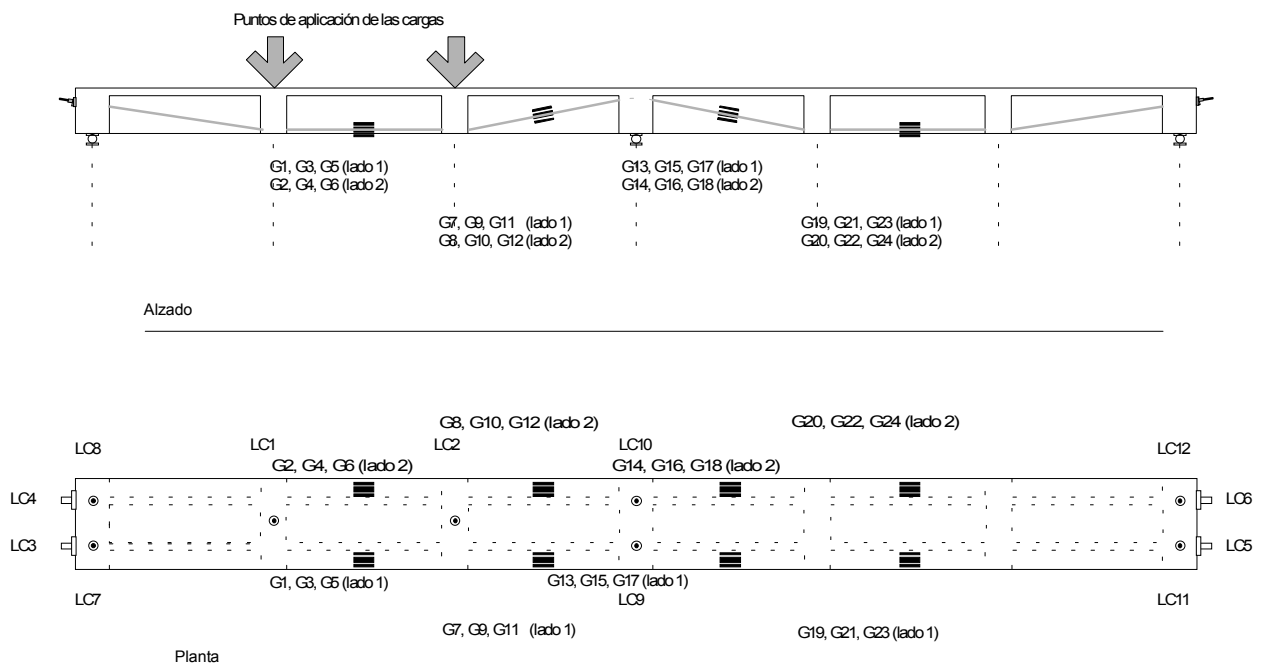 Puntos de aplicación de las cargas
G1, G3, G5 (lado 1)
G2, G4, G6 (lado 2)
G13, G15, G17 (lado 1)
G14, G16, G18 (lado 2)
G7, G9, G11 (lado 1)
G8, G10, G12 (lado 2)
G19, G21, G23 (lado 1)
G20, G22, G24 (lado 2)
Alzado
G8, G10, G12 (lado 2)
G20, G22, G24 (lado 2)
LC8
LC1
LC2
LC10
LC12
G2, G4, G6 (lado 2)
G14, G16, G18 (lado 2)
LC4
LC6
LC3
LC5
G1, G3, G5 (lado 1)
G13, G15, G17 (lado 1)
LC7
LC9
LC11
G7, G9, G11 (lado 1)
G19, G21, G23 (lado 1)
Planta